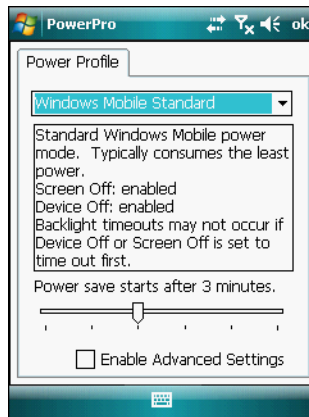 PowerPro
ok
Power Profile
Windows Mobile Standard
Standard Windows Mobile power
mode. Typically consumes the least
power.
Screen Off: enabled
Device Off: enabled
Backlight timeouts may not occur if
Device Off or Screen Off is set to
time out first.
Power save starts after 3 minutes.
Enable Advanced Settings